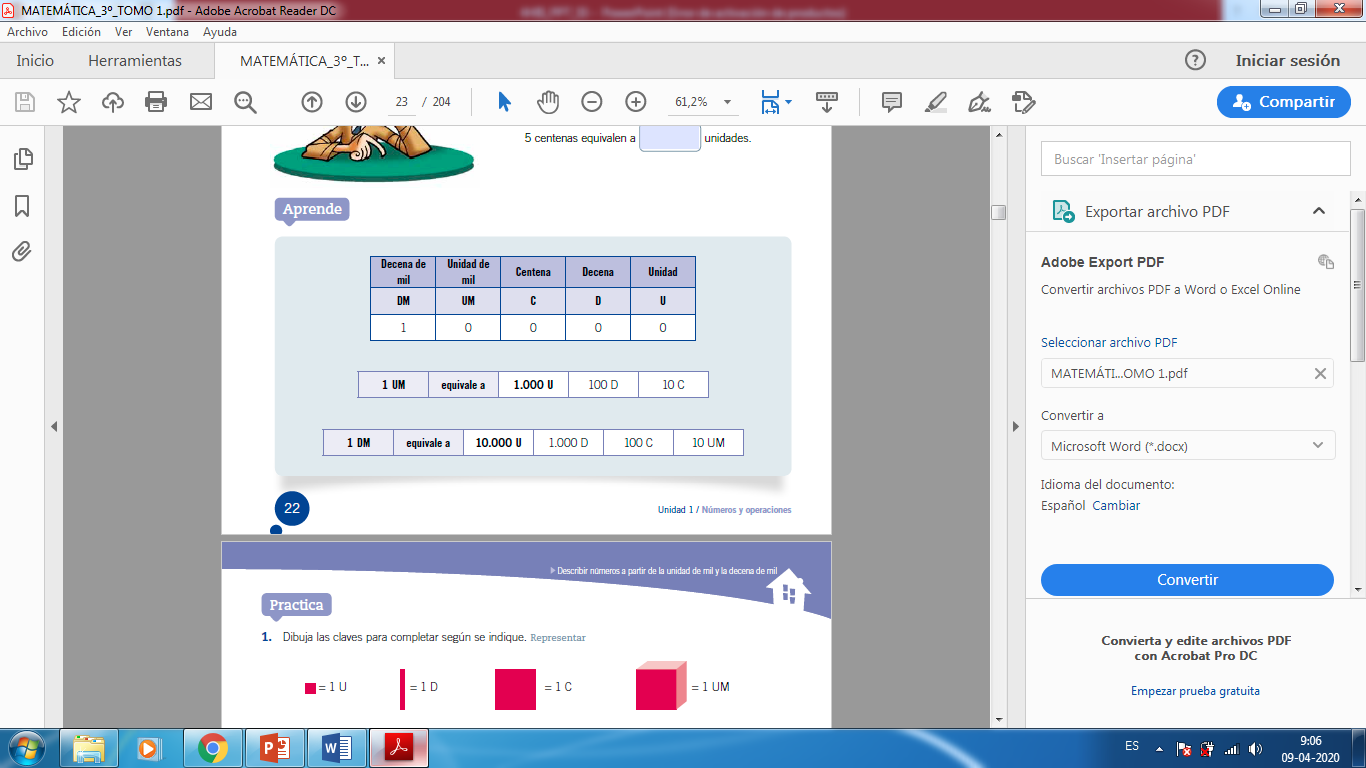 MATEMÁTICA_3º_TOMO 1.pdf - Adobe Acrobat Reader DC
Archivo Edición Ver Ventana Ayuda
Inicio Herramientas MATEMÁTICA_3º_T... × Iniciar sesión
23 / 204 61,2% Compartir
5 centenas equivalen a unidades.
Aprende
Decena de mil Unidad de mil Centena Decena Unidad
DM UM C D U
1 0 0 0 0
1 UM equivale a 1.000 U 100 D 10 C
1 DM equivale a 10.000 U 1.000 D 100 C 10 UM
22
Unidad 1 / Números y operaciones
Describir números a partir de la unidad de mil y la decena de mil
Practica
1. Dibuja las claves para completar según se indique. Representar
= 1 U = 1 D = 1 C = 1 UM
Buscar 'Insertar página'
Exportar archivo PDF
Adobe Export PDF
Convertir archivos PDF a Word o Excel Online
Seleccionar archivo PDF
MATEMÁTI...OMO 1.pdf
Convertir a
Microsoft Word (*.docx)
Idioma del documento:
Español Cambiar
Convertir
Convierta y edite archivos PDF
con Acrobat Pro DC
Empezar prueba gratuita
ES
9:06
09-04-2020